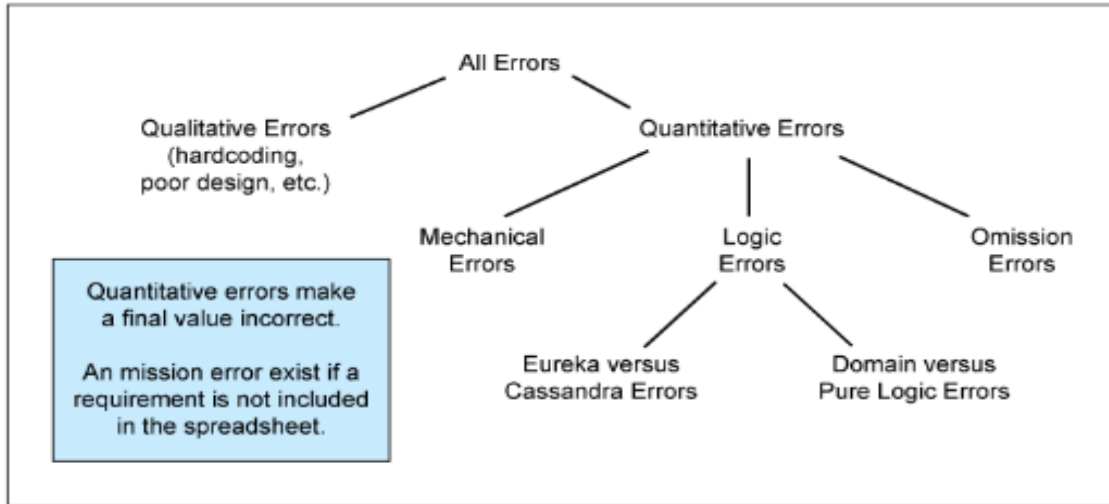 All Errors
Qualitative Errors
(hardcoding,
poor design, etc.)
Quantitative Errors
Mechanical
Errors
Logic
Errors
Omission
Errors
Quantitative errors make
a final value incorrect.
An mission error exist if a
requirement is not included
in the spreadsheet.
Eureka versus
Cassandra Errors
Domain versus
Pure Logic Errors